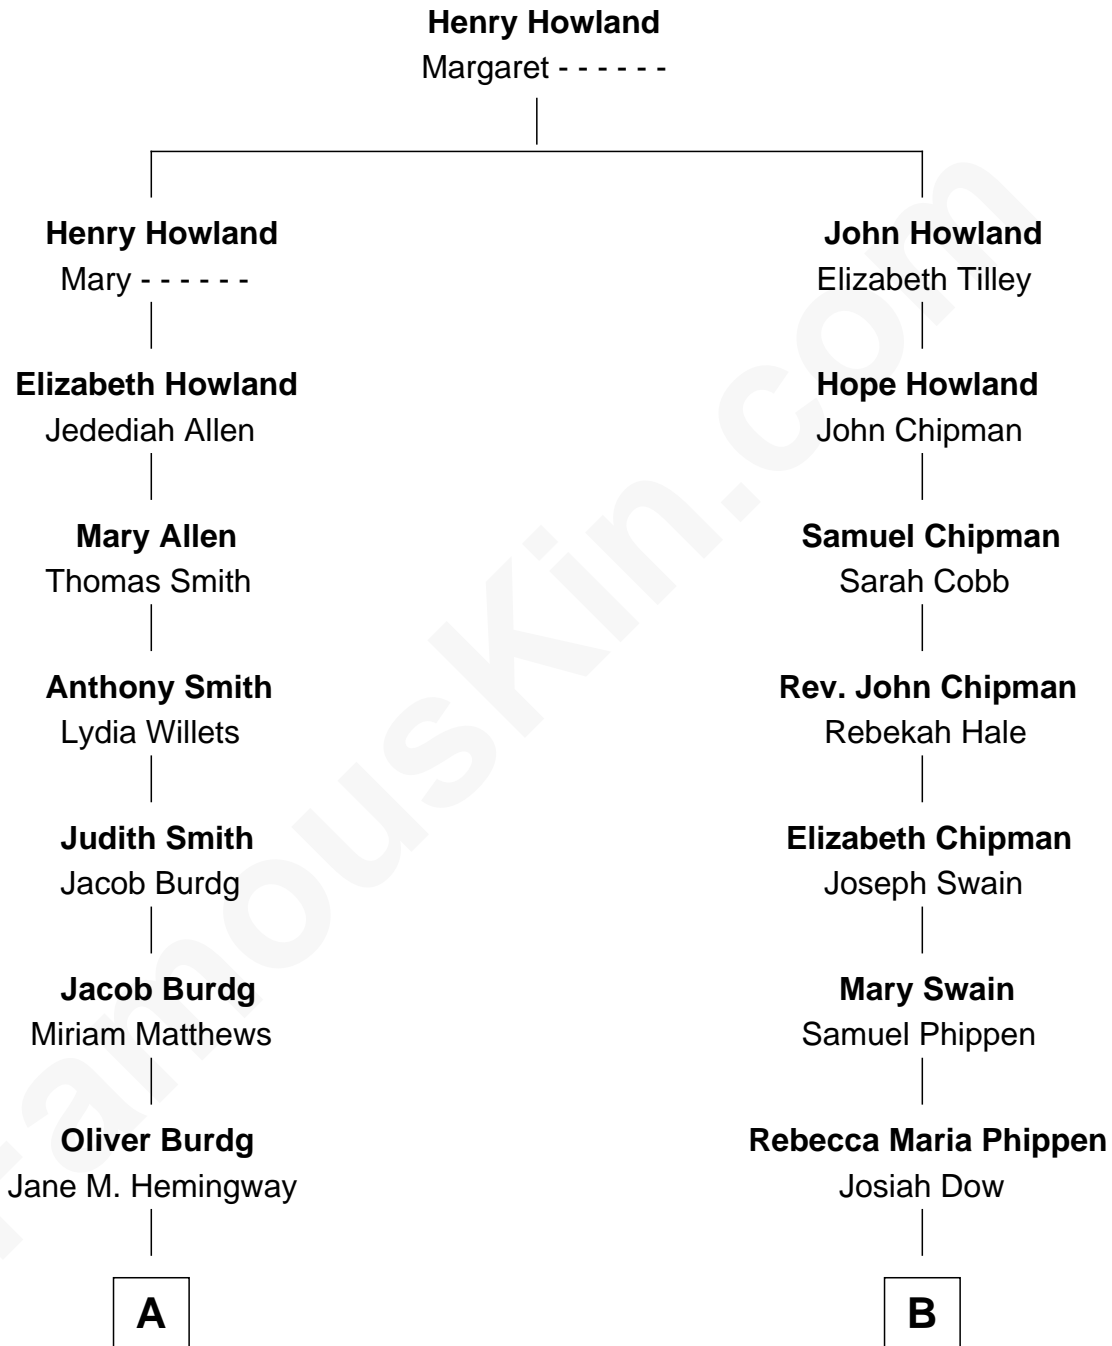 Henry Howland
Margaret - - - - - -
Henry Howland
Mary - - - - - -
John Howland
Elizabeth Tilley
Elizabeth Howland
Jedediah Allen
Hope Howland
John Chipman
Mary Allen
Thomas Smith
Samuel Chipman
Sarah Cobb
Anthony Smith
Lydia Willets
Rev. John Chipman
Rebekah Hale
Judith Smith
Jacob Burdg
Elizabeth Chipman
Joseph Swain
Jacob Burdg
Miriam Matthews
Mary Swain
Samuel Phippen
Oliver Burdg
Jane M. Hemingway
Rebecca Maria Phippen
Josiah Dow
A
B
FamousKin.com